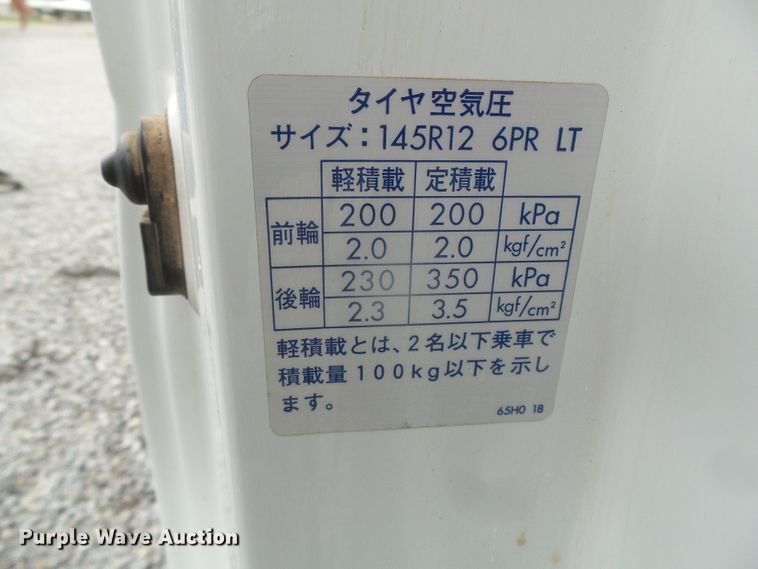 タイヤ空気圧
サイズ：145R12 6PR LT
軽積載 定積載
前輪 200 200 kPa
2.0 2.0 kgf/cm²
後輪 230 350 kPa
2.3 3.5 kgf/cm²
軽積載とは、2名以下乗車で
積載量100kg以下を示し
ます。
65H0 18
Purple Wave Auction